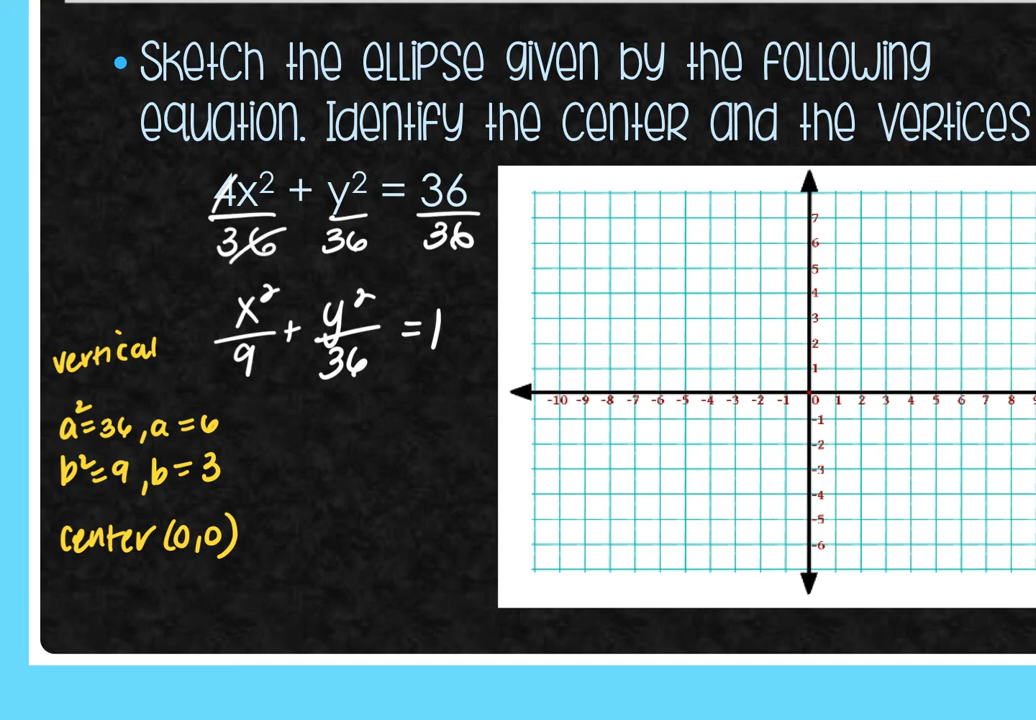 • Sketch the ellipse given by the following
equation. Identify the center and the vertices
4x² + y² = 36
36 36 36
x² + y² = 1
9 36
vertical
a² = 36, a = 6
b² = 9, b = 3
center (0,0)
7
6
5
4
3
2
1
-10 -9 -8 -7 -6 -5 -4 -3 -2 -1 0 1 2 3 4 5 6 7 8 9
-1
-2
-3
-4
-5
-6